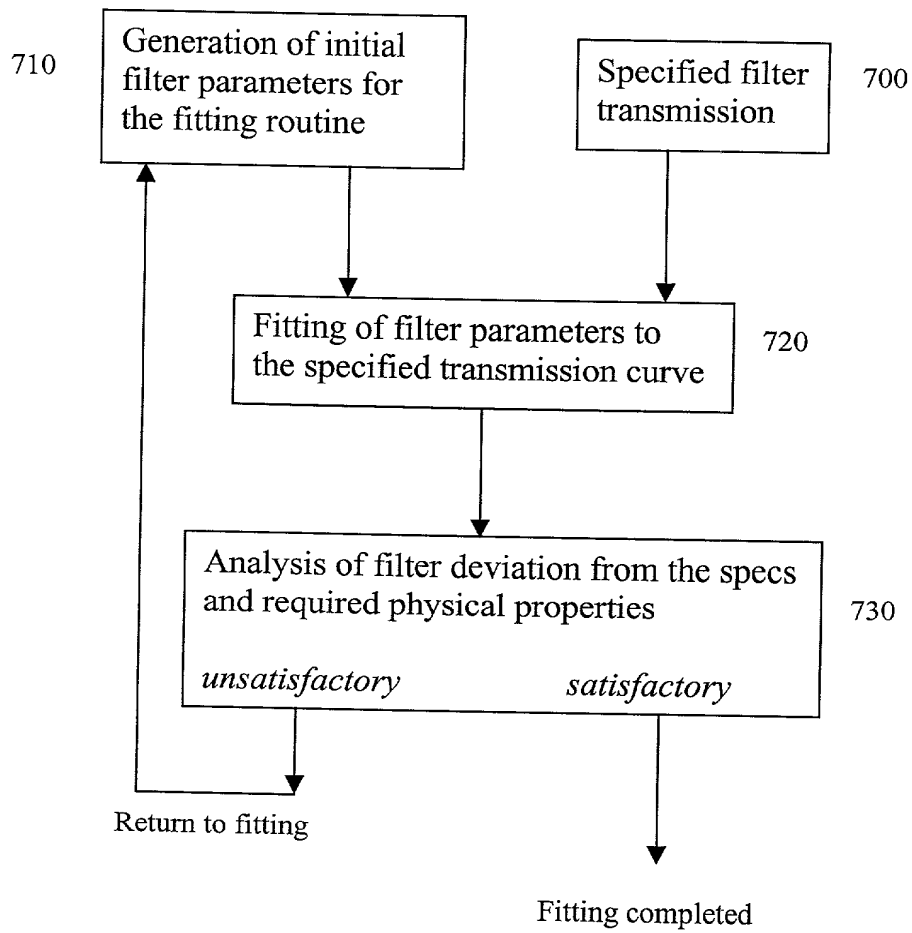 710
Generation of initial
filter parameters for
the fitting routine
Specified filter
transmission
700
Fitting of filter parameters to
the specified transmission curve
720
Analysis of filter deviation from the specs
and required physical properties
730
unsatisfactory
satisfactory
Return to fitting
Fitting completed